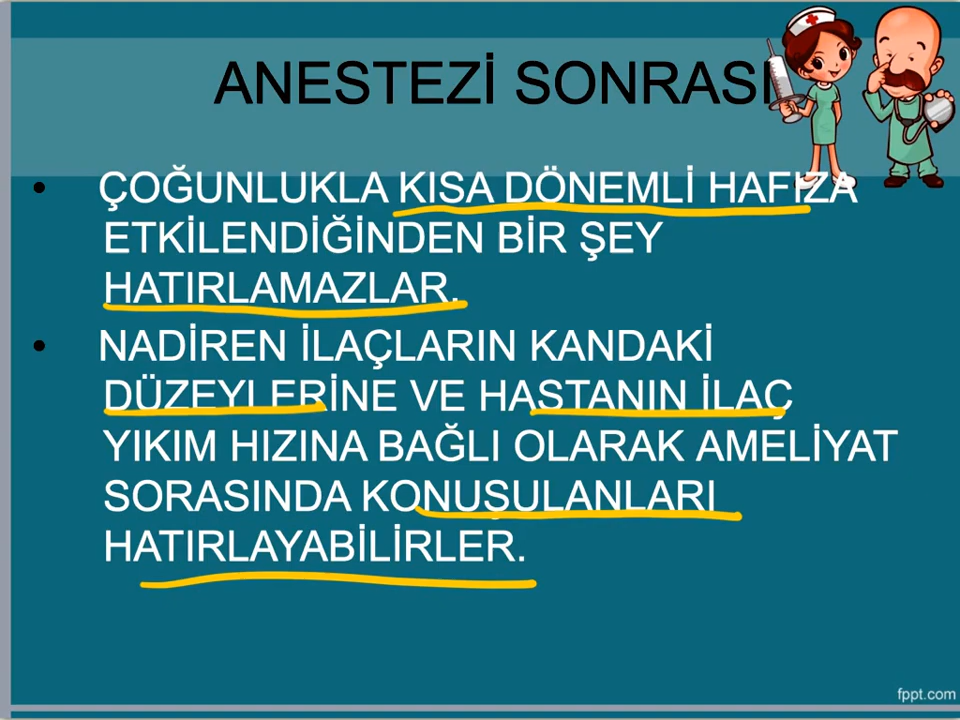 ANESTEZİ SONRASI
• ÇOĞUNLUKLA KISA DÖNEMLİ HAFIZA
ETKİLENDİĞİNDEN BİR ŞEY
HATIRLAMAZLAR.
• NADİREN İLAÇLARIN KANDAKİ
DÜZEYLERİNE VE HASTANIN İLAÇ
YIKIM HIZINA BAĞLI OLARAK AMELİYAT
SORASINDA KONUŞULANLARI
HATIRLAYABİLİRLER.
fppt.com